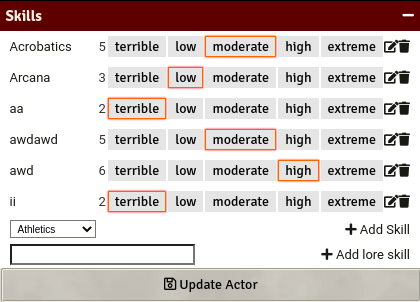 Skills
Acrobatics 5 terrible low moderate high extreme
Arcana 3 terrible low moderate high extreme
aa 2 terrible low moderate high extreme
awdawd 5 terrible low moderate high extreme
awd 6 terrible low moderate high extreme
ii 2 terrible low moderate high extreme
Athletics Add Skill
Add lore skill
Update Actor